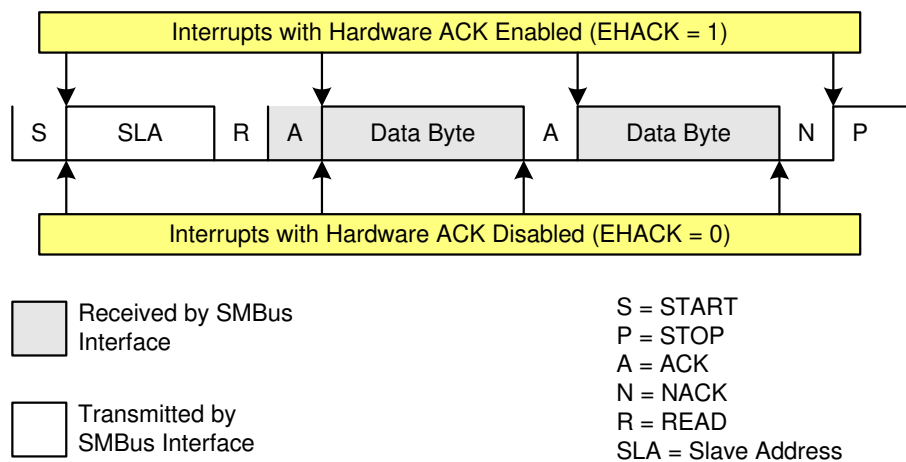 Interrupts with Hardware ACK Enabled (EHACK = 1)
S SLA R A Data Byte A Data Byte N P
Interrupts with Hardware ACK Disabled (EHACK = 0)
Received by SMBus
Interface
Transmitted by
SMBus Interface
S = START
P = STOP
A = ACK
N = NACK
R = READ
SLA = Slave Address